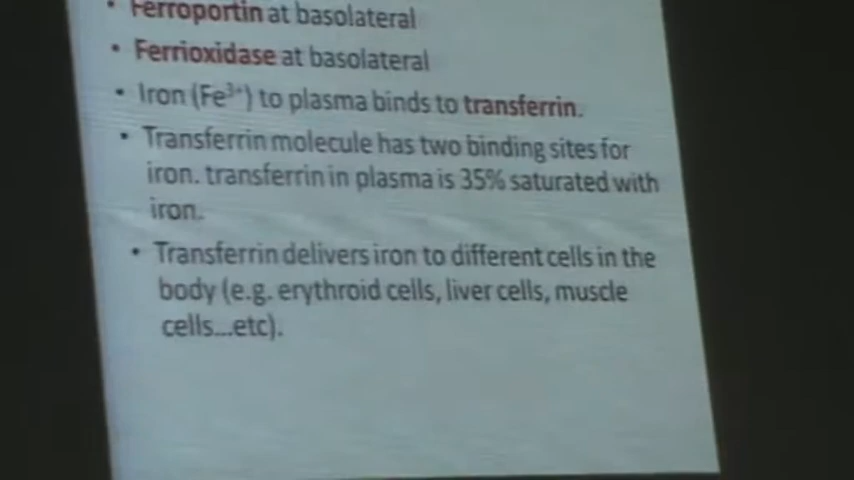 • Ferroportin at basolateral
• Ferrioxidase at basolateral
• Iron (Fe³⁺) to plasma binds to transferrin.
• Transferrin molecule has two binding sites for
iron. transferrin in plasma is 35% saturated with
iron.
• Transferrin delivers iron to different cells in the
body (e.g. erythroid cells, liver cells, muscle
cells...etc).